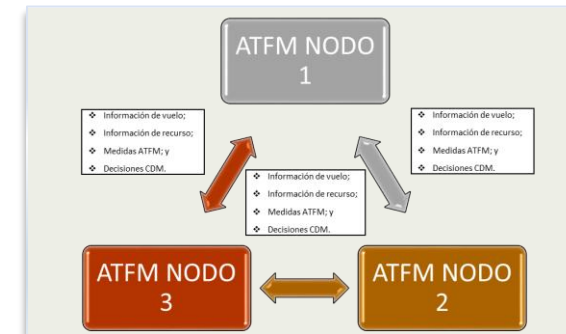 ATFM NODO
1
❖ Información de vuelo;
❖ Información de recurso;
❖ Medidas ATFM; y
❖ Decisiones CDM.
❖ Información de vuelo;
❖ Información de recurso;
❖ Medidas ATFM; y
❖ Decisiones CDM.
❖ Información de vuelo;
❖ Información de recurso;
❖ Medidas ATFM; y
❖ Decisiones CDM.
ATFM NODO
3
ATFM NODO
2